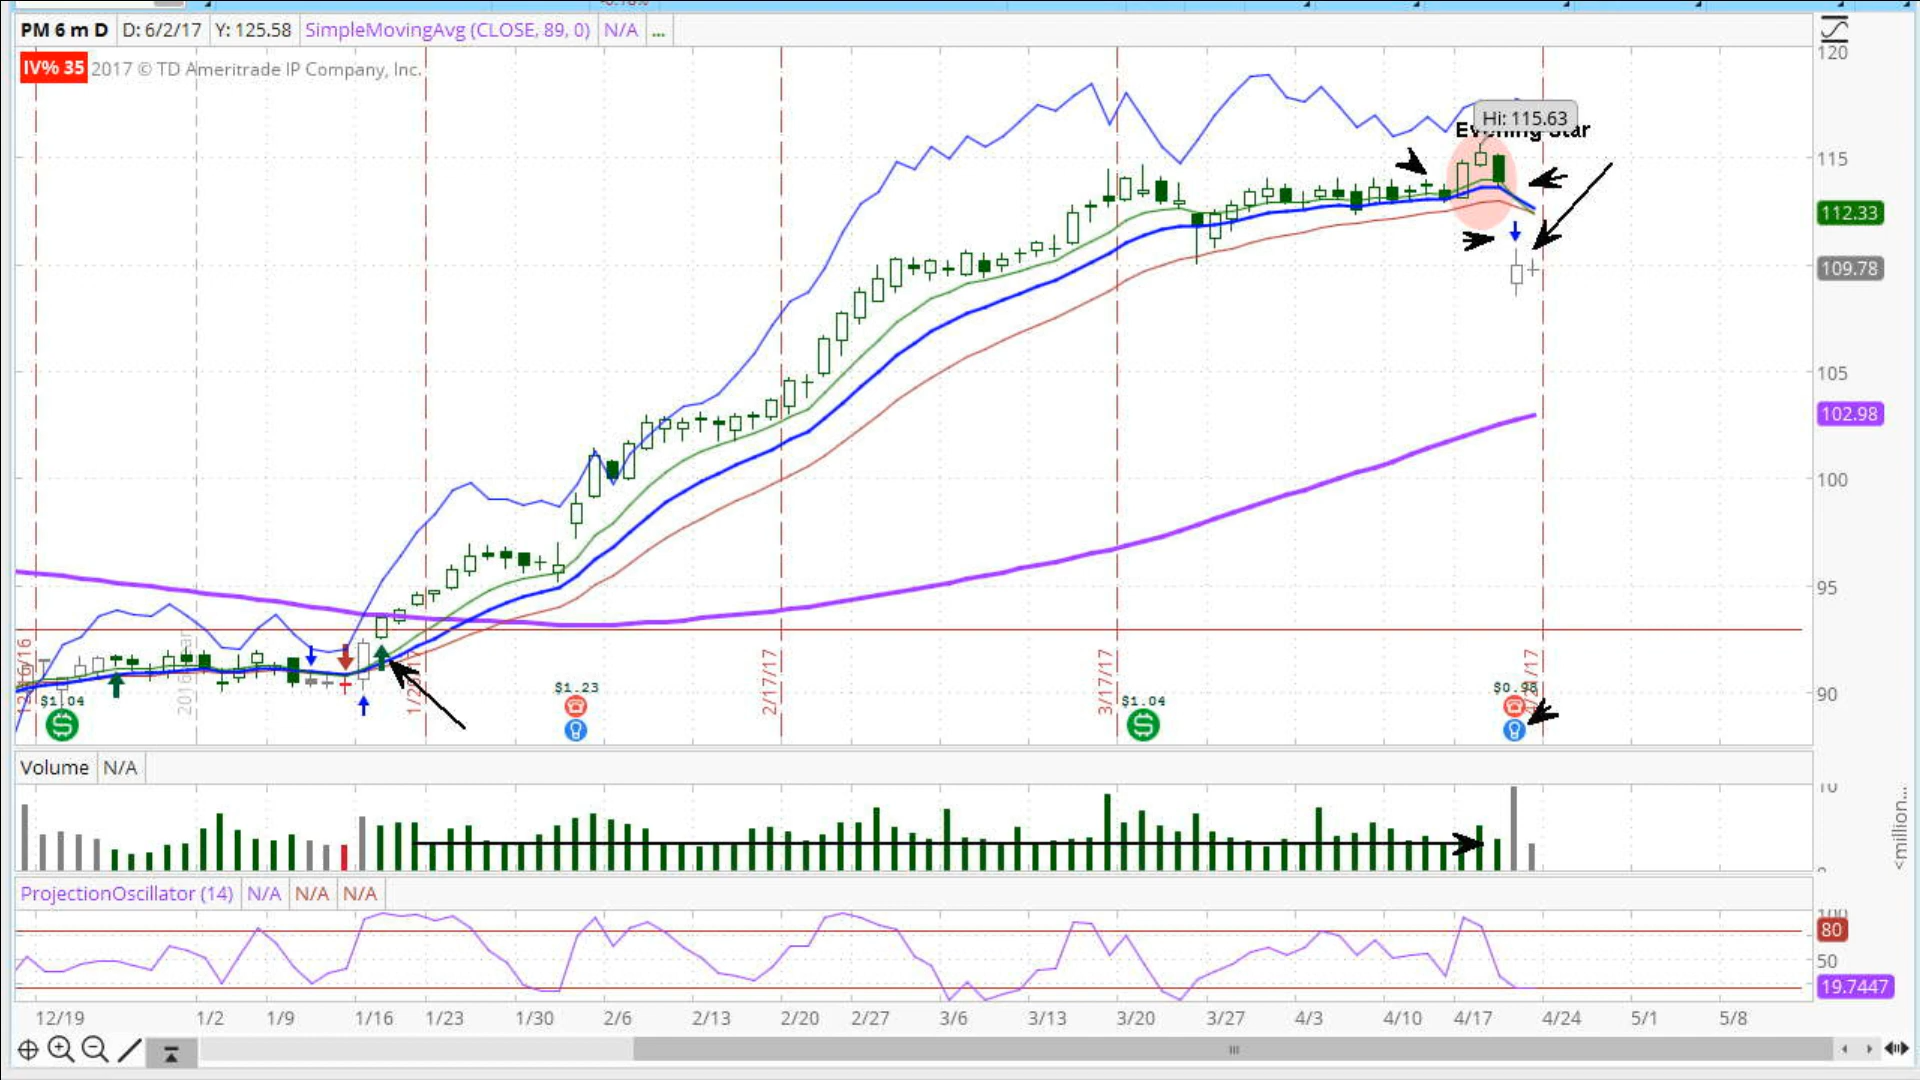 PM 6 m D D: 6/2/17 Y: 125.58 SimpleMovingAvg (CLOSE, 89, 0) N/A ...
IV% 35 2017 © TD Ameritrade IP Company, Inc.
120
Hi: 115.63
Evening Star
115
112.33
109.78
105
102.98
100
95
90
2/17/17
3/17/17
$1.04
$1.23
$1.04
$0.98
Volume N/A
10
<million...
ProjectionOscillator (14) N/A N/A N/A
100
80
50
19.7447
12/19 1/2 1/9 1/16 1/23 1/30 2/6 2/13 2/20 2/27 3/6 3/13 3/20 3/27 4/3 4/10 4/17 4/24 5/1 5/8